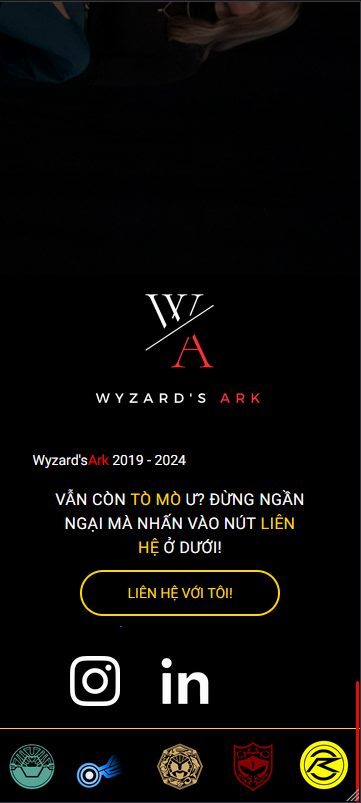 WA
WYZARD'S ARK
Wyzard'sArk 2019 - 2024
VẪN CÒN TÒ MÒ Ư? ĐỪNG NGẦN
NGẠI MÀ NHẤN VÀO NÚT LIÊN
HỆ Ở DƯỚI!
LIÊN HỆ VỚI TÔI!
in